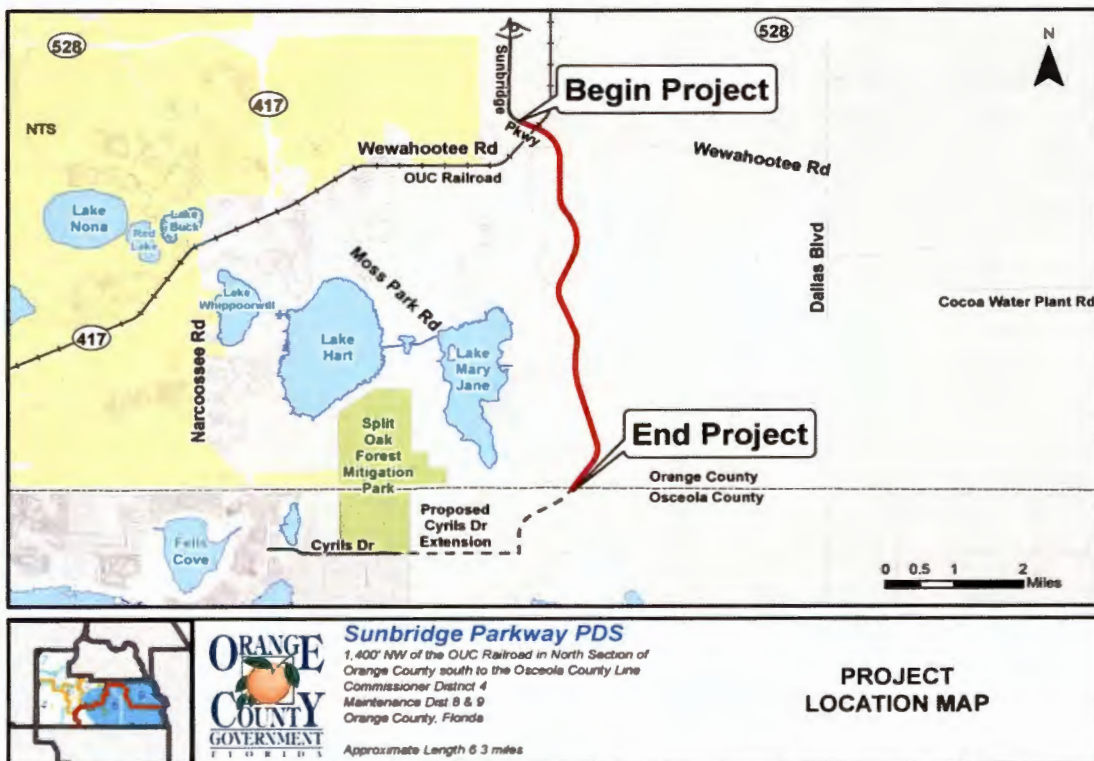 528
528
N
Sunbridge
Pkwy
Begin Project
417
NTS
Wewahootee Rd
OUC Railroad
Wewahootee Rd
Lake
Nona
Red
Lake
Lake
Buck
Moss Park Rd
Dallas Blvd
Lake
Whippoorwill
Cocoa Water Plant Rd
417
Narcoossee Rd
Lake
Hart
Lake
Mary
Jane
Split
Oak
Forest
Mitigation
Park
End Project
Orange County
Osceola County
Proposed
Cyrils Dr
Extension
Fells
Cove
Cyrils Dr
0 0.5 1 2
Miles
ORANGE
COUNTY
GOVERNMENT
FLORIDA
Sunbridge Parkway PDS
1,400' NW of the OUC Railroad in North Section of
Orange County south to the Osceola County Line
Commissioner District 4
Maintenance Dist 8 & 9
Orange County, Florida
Approximate Length 6 3 miles
PROJECT
LOCATION MAP